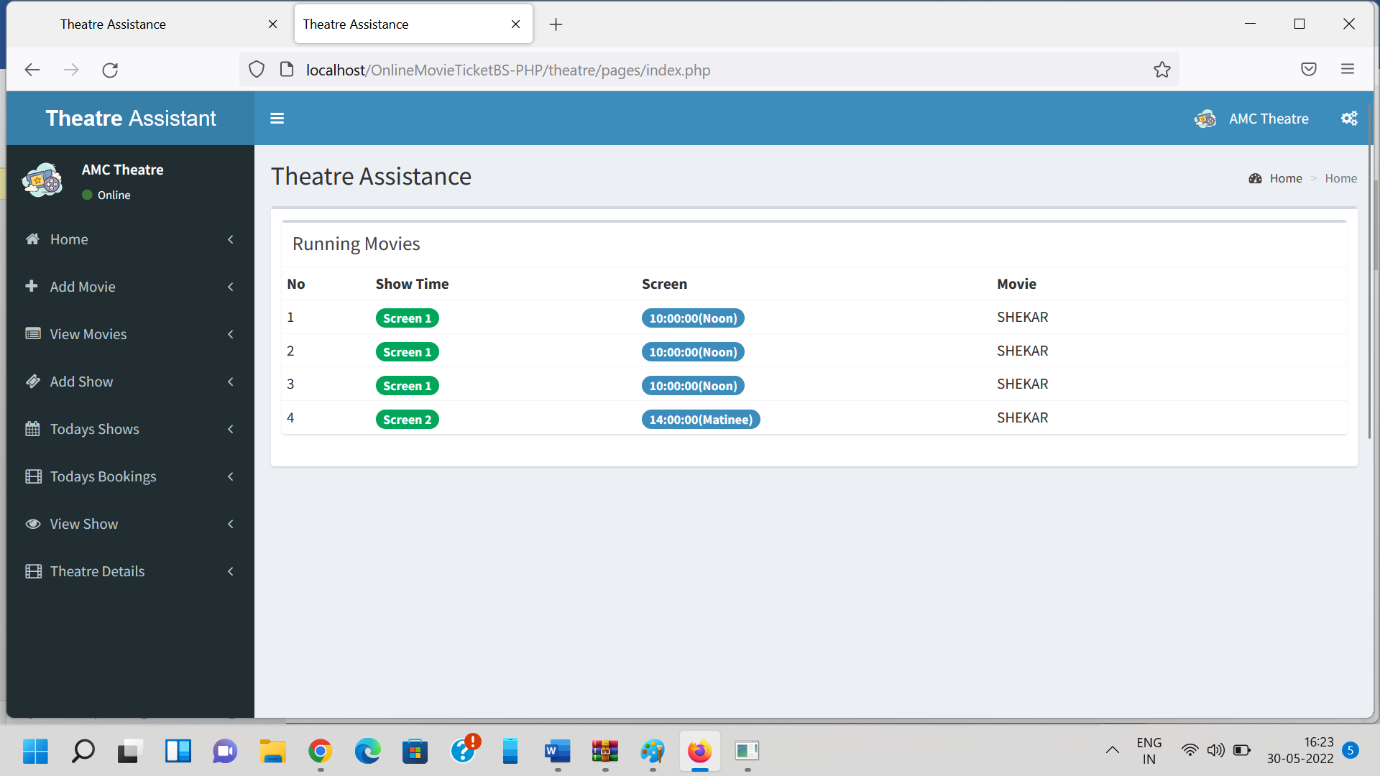 Theatre Assistance
Theatre Assistance
localhost/OnlineMovieTicketBS-PHP/theatre/pages/index.php
Theatre Assistant
AMC Theatre
AMC Theatre
Online
Home
Add Movie
View Movies
Add Show
Todays Shows
Todays Bookings
View Show
Theatre Details
Theatre Assistance
Home > Home
Running Movies
No Show Time Screen Movie
1 Screen 1 10:00:00(Noon) SHEKAR
2 Screen 1 10:00:00(Noon) SHEKAR
3 Screen 1 10:00:00(Noon) SHEKAR
4 Screen 2 14:00:00(Matinee) SHEKAR
ENG
IN
16:23
30-05-2022
5